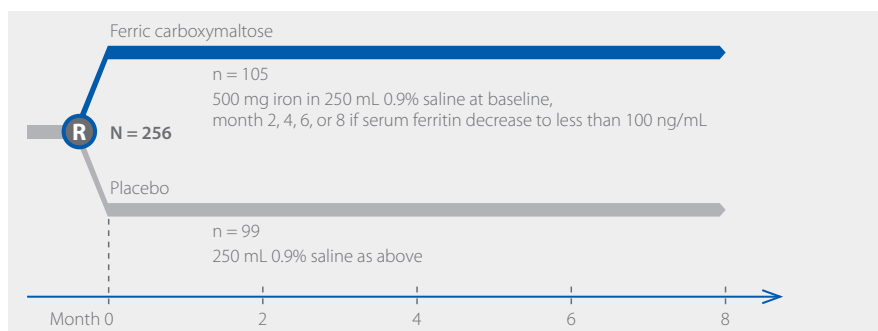 Ferric carboxymaltose
n = 105
500 mg iron in 250 mL 0.9% saline at baseline,
month 2, 4, 6, or 8 if serum ferritin decrease to less than 100 ng/mL
R N = 256
Placebo
n = 99
250 mL 0.9% saline as above
Month 0 2 4 6 8